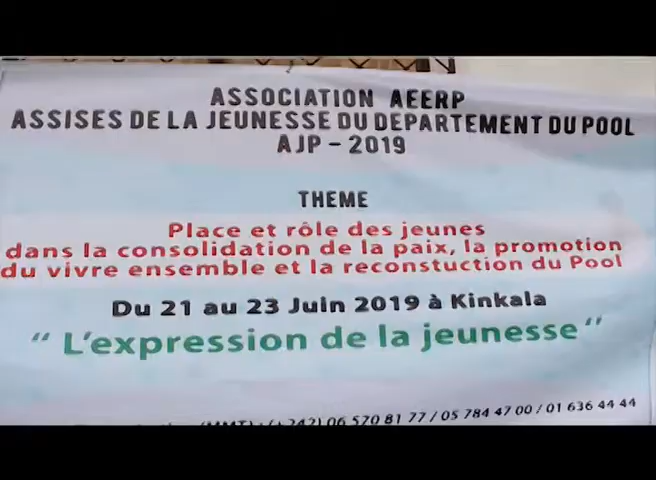 ASSOCIATION AEERP
ASSISES DE LA JEUNESSE DU DEPARTEMENT DU POOL
AJP - 2019
THEME
Place et rôle des jeunes
dans la consolidation de la paix, la promotion
du vivre ensemble et la reconstuction du Pool
Du 21 au 23 Juin 2019 à Kinkala
“ L'expression de la jeunesse ”
(+242) 06 570 81 77 / 05 784 47 00 / 01 636 44 44